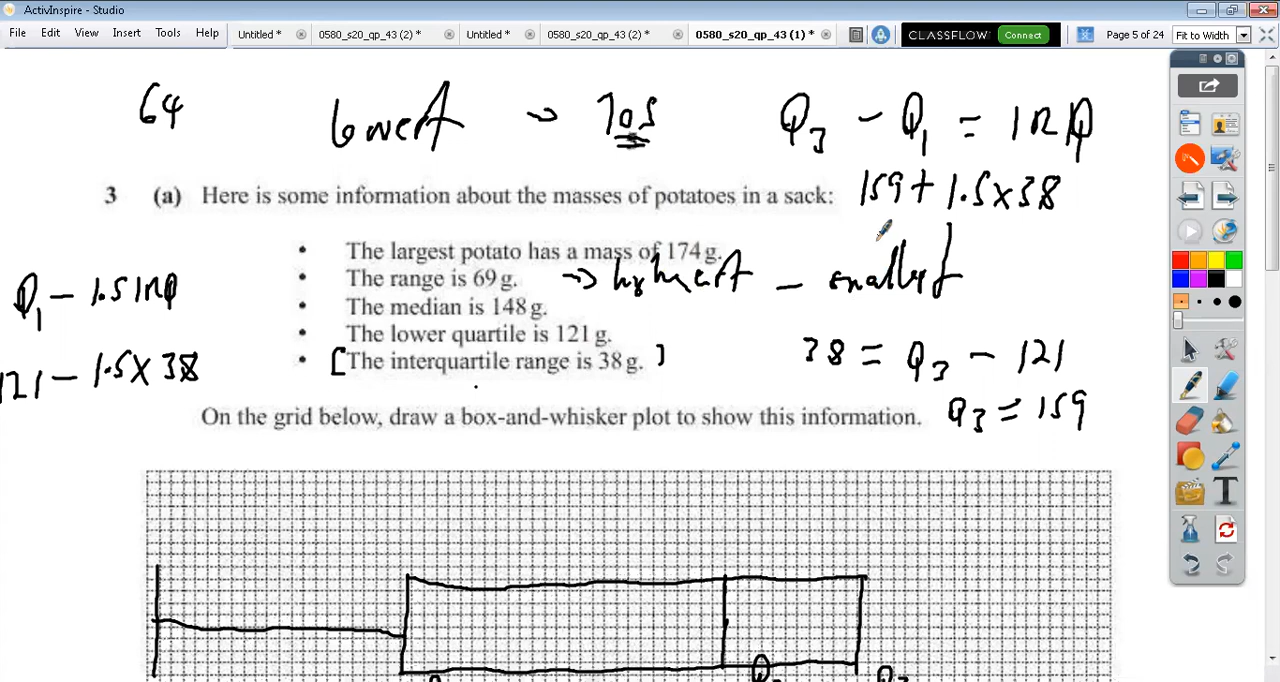 ActivInspire - Studio
File Edit View Insert Tools Help Untitled * 0580_s20_qp_43 (2) * Untitled * 0580_s20_qp_43 (2) * 0580_s20_qp_43 (1) * CLASSFLOW Connect Page 5 of 24 Fit to Width
64 lowest → 105 Q3 - Q1 = IRQ
3 (a) Here is some information about the masses of potatoes in a sack: 159 + 1.5 x 38
• The largest potato has a mass of 174 g.
• The range is 69 g. → highest - smallest
Q1 - 1.5 IRQ
• The median is 148 g.
• The lower quartile is 121 g.
• [The interquartile range is 38 g.] 38 = Q3 - 121
121 - 1.5 x 38
On the grid below, draw a box-and-whisker plot to show this information. Q3 = 159